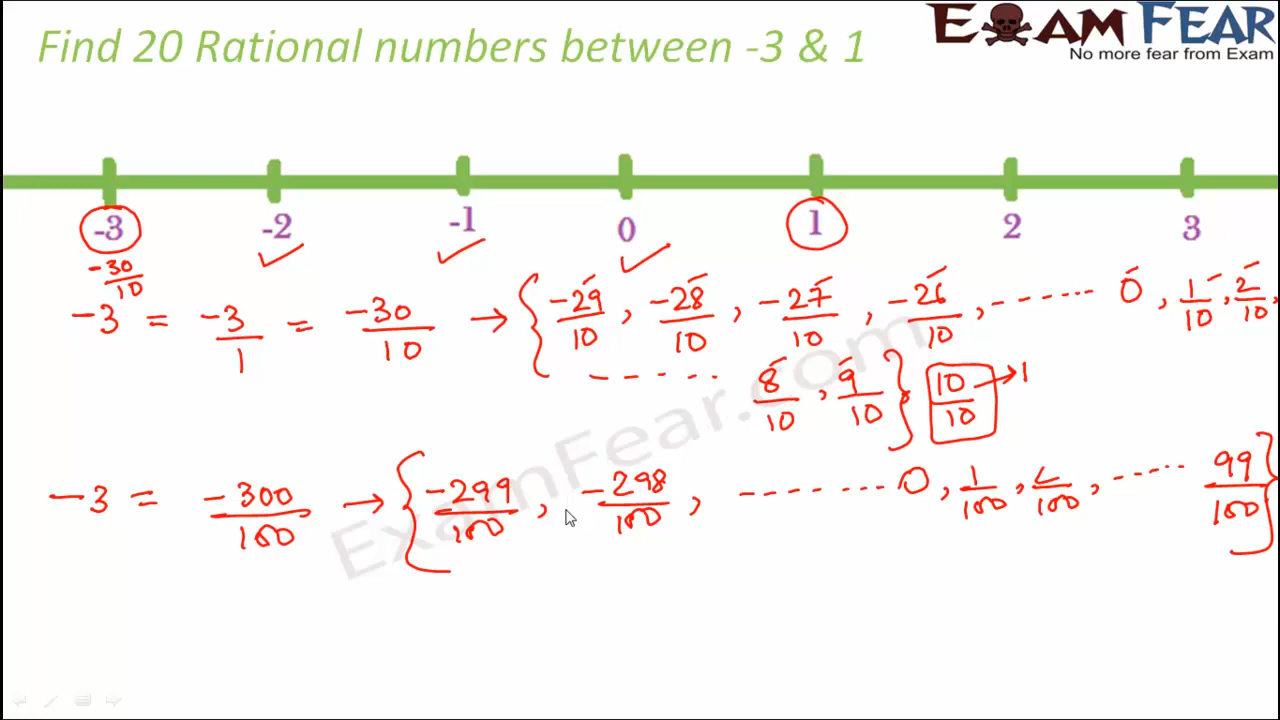 Find 20 Rational numbers between -3 & 1
EXAM FEAR
No more fear from Exam
-3 -2 -1 0 1 2 3
-30/10
-3 = -3/1 = -30/10 → { -29/10, -28/10, -27/10, -26/10, ------ 0, 1/10, 2/10,
------ 8/10, 9/10 } 10/10 → 1
-3 = -300/100 → { -299/100, -298/100, --------- 0, 1/100, 2/100, ------ 99/100 }
ExamFear.com